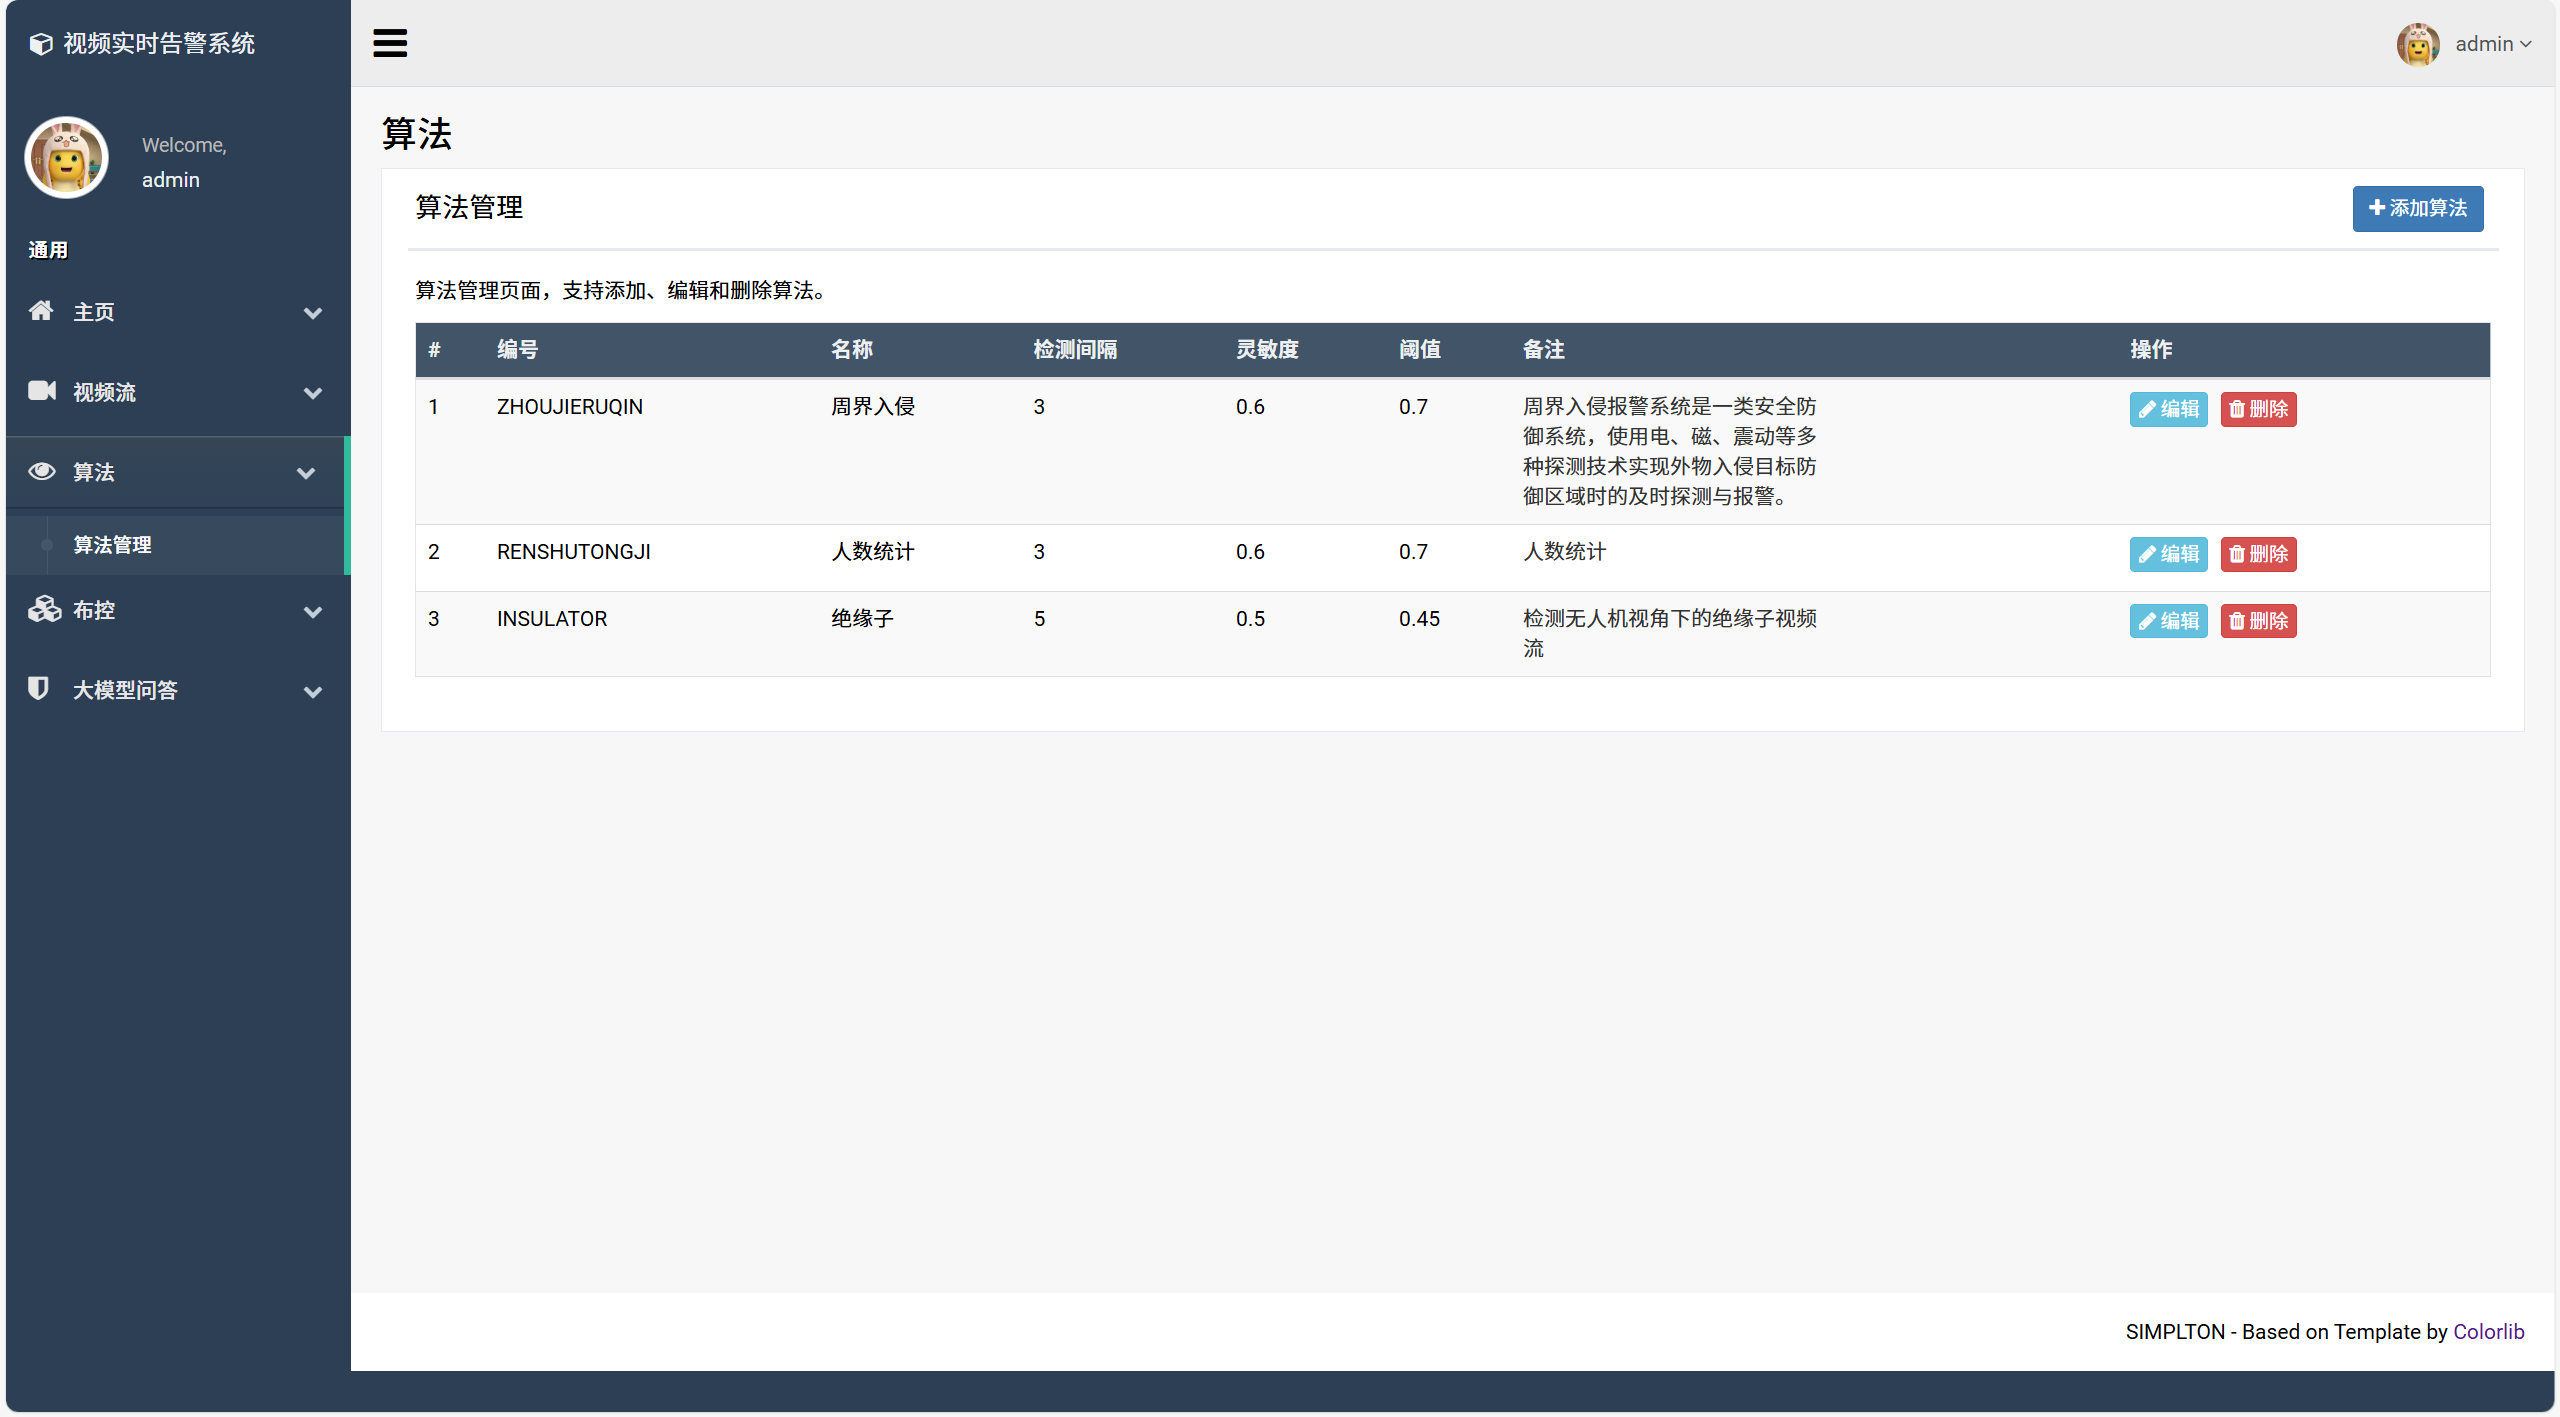 视频实时告警系统
admin
Welcome,
admin
通用
主页
视频流
算法
算法管理
布控
大模型问答
算法
算法管理
添加算法
算法管理页面，支持添加、编辑和删除算法。
# 编号 名称 检测间隔 灵敏度 阈值 备注 操作
1 ZHOUJIERUQIN 周界入侵 3 0.6 0.7 周界入侵报警系统是一类安全防 编辑 删除
御系统，使用电、磁、震动等多
种探测技术实现外物入侵目标防
御区域时的及时探测与报警。
2 RENSHUTONGJI 人数统计 3 0.6 0.7 人数统计 编辑 删除
3 INSULATOR 绝缘子 5 0.5 0.45 检测无人机视角下的绝缘子视频 编辑 删除
流
SIMPLTON - Based on Template by Colorlib